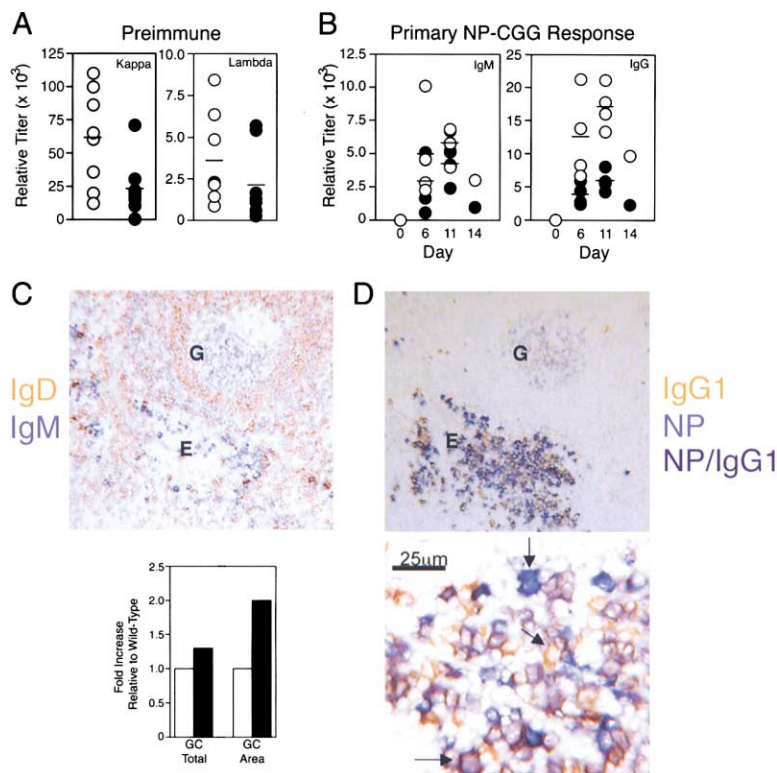 A
Preimmune
Relative Titer (x 10³)
125
100
75
50
25
0
Kappa
10.0
7.5
5.0
2.5
0
Lambda
B
Primary NP-CGG Response
Relative Titer (x 10³)
12.5
10.0
7.5
5.0
2.5
0
IgM
0 6 11 14
Day
25
20
15
10
5
0
IgG
0 6 11 14
Day
C
IgD
IgM
G
E
Fold Increase
Relative to Wild-Type
2.5
2.0
1.5
1.0
0.5
0
GC
Total
GC
Area
D
G
E
IgG1
NP
NP/IgG1
25um